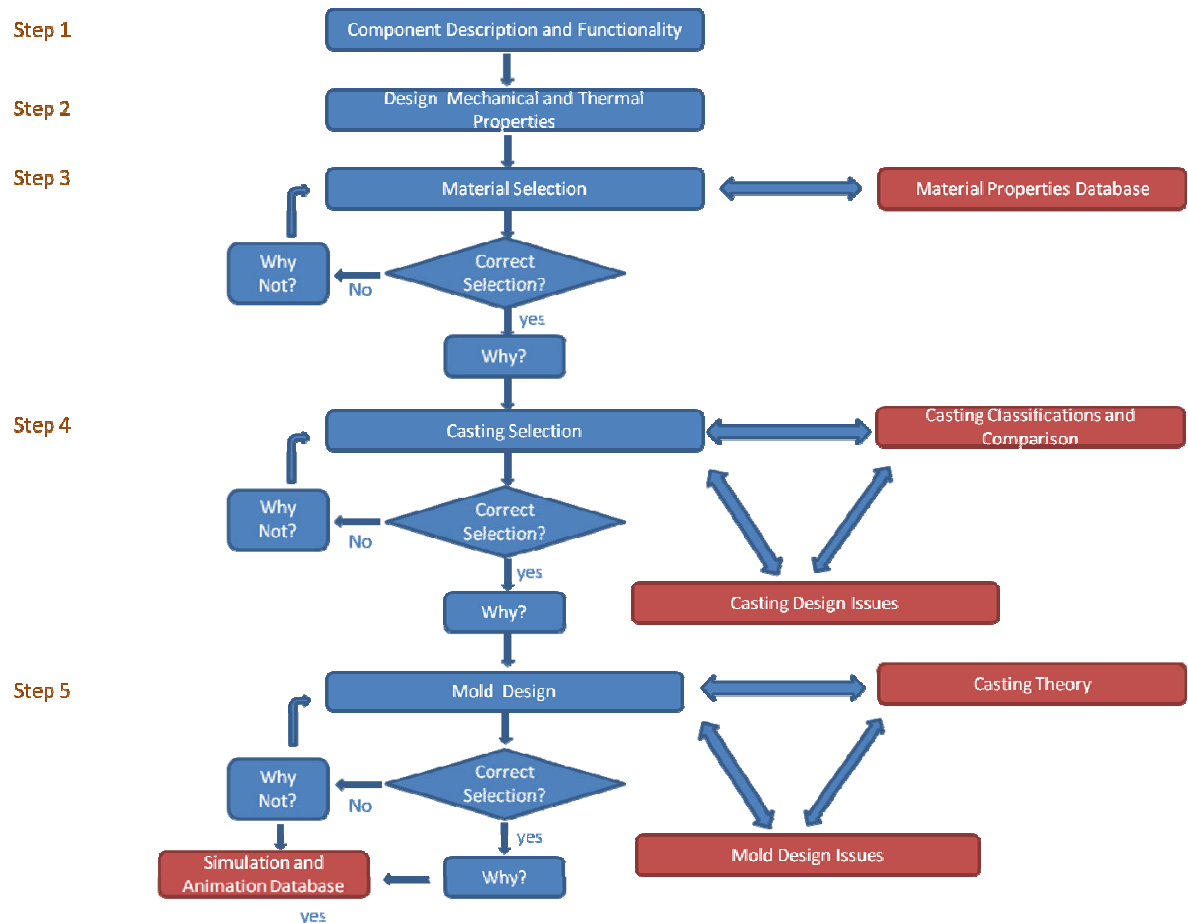 Step 1
Component Description and Functionality
Step 2
Design Mechanical and Thermal
Properties
Step 3
Material Selection
Material Properties Database
Why
Not?
No
Correct
Selection?
yes
Why?
Step 4
Casting Selection
Casting Classifications and
Comparison
Why
Not?
No
Correct
Selection?
yes
Why?
Casting Design Issues
Step 5
Mold Design
Casting Theory
Why
Not?
No
Correct
Selection?
yes
Why?
Mold Design Issues
Simulation and
Animation Database
yes